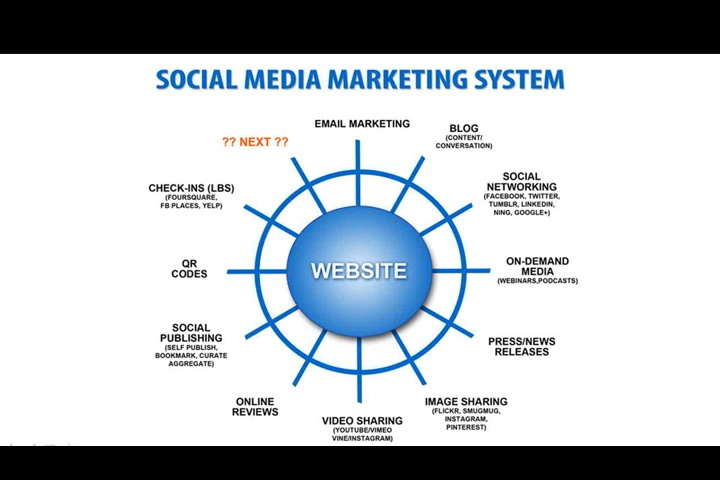 SOCIAL MEDIA MARKETING SYSTEM
EMAIL MARKETING
BLOG
(CONTENT/
CONVERSATION)
SOCIAL
NETWORKING
(FACEBOOK, TWITTER,
TUMBLR, LINKEDIN,
NING, GOOGLE+)
ON-DEMAND
MEDIA
(WEBINARS,PODCASTS)
PRESS/NEWS
RELEASES
IMAGE SHARING
(FLICKR, SMUGMUG,
INSTAGRAM,
PINTEREST)
VIDEO SHARING
(YOUTUBE/VIMEO
VINE/INSTAGRAM)
ONLINE
REVIEWS
SOCIAL
PUBLISHING
(SELF PUBLISH,
BOOKMARK, CURATE
AGGREGATE)
QR
CODES
CHECK-INS (LBS)
(FOURSQUARE,
FB PLACES, YELP)
?? NEXT ??
WEBSITE